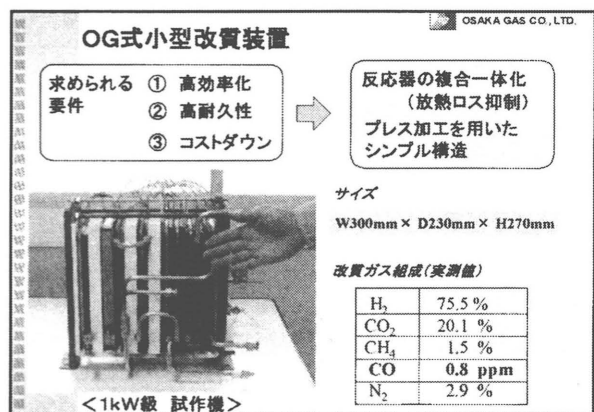 OSAKA GAS CO., LTD.
OG式小型改質装置
求められる ① 高効率化
要件 ② 高耐久性
③ コストダウン
反応器の複合一体化
(放熱ロス抑制)
プレス加工を用いた
シンプル構造
サイズ
W300mm× D230mm× H270mm
改質ガス組成(実測値)
H₂ 75.5 %
CO₂ 20.1 %
CH₄ 1.5 %
CO 0.8 ppm
N₂ 2.9 %
<1kW級 試作機>